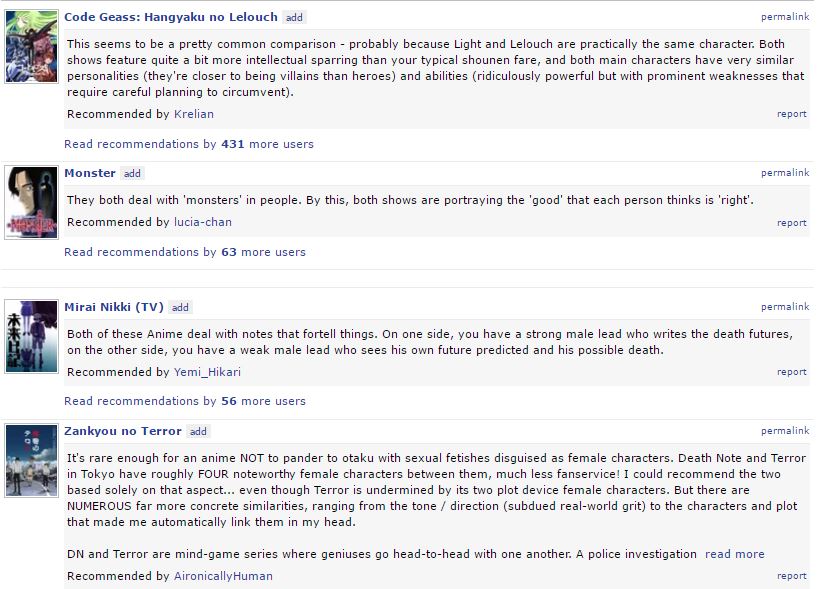 Code Geass: Hangyaku no Lelouch add permalink
This seems to be a pretty common comparison - probably because Light and Lelouch are practically the same character. Both
shows feature quite a bit more intellectual sparring than your typical shounen fare, and both main characters have very similar
personalities (they're closer to being villains than heroes) and abilities (ridiculously powerful but with prominent weaknesses that
require careful planning to circumvent).
Recommended by Krelian report
Read recommendations by 431 more users
Monster add permalink
They both deal with 'monsters' in people. By this, both shows are portraying the 'good' that each person thinks is 'right'.
Recommended by lucia-chan report
Read recommendations by 63 more users
Mirai Nikki (TV) add permalink
Both of these Anime deal with notes that fortell things. On one side, you have a strong male lead who writes the death futures,
on the other side, you have a weak male lead who sees his own future predicted and his possible death.
Recommended by Yemi_Hikari report
Read recommendations by 56 more users
Zankyou no Terror add permalink
It's rare enough for an anime NOT to pander to otaku with sexual fetishes disguised as female characters. Death Note and Terror
in Tokyo have roughly FOUR noteworthy female characters between them, much less fanservice! I could recommend the two
based solely on that aspect... even though Terror is undermined by its two plot device female characters. But there are
NUMEROUS far more concrete similarities, ranging from the tone / direction (subdued real-world grit) to the characters and plot
that made me automatically link them in my head.
DN and Terror are mind-game series where geniuses go head-to-head with one another. A police investigation read more
Recommended by AironicallyHuman report